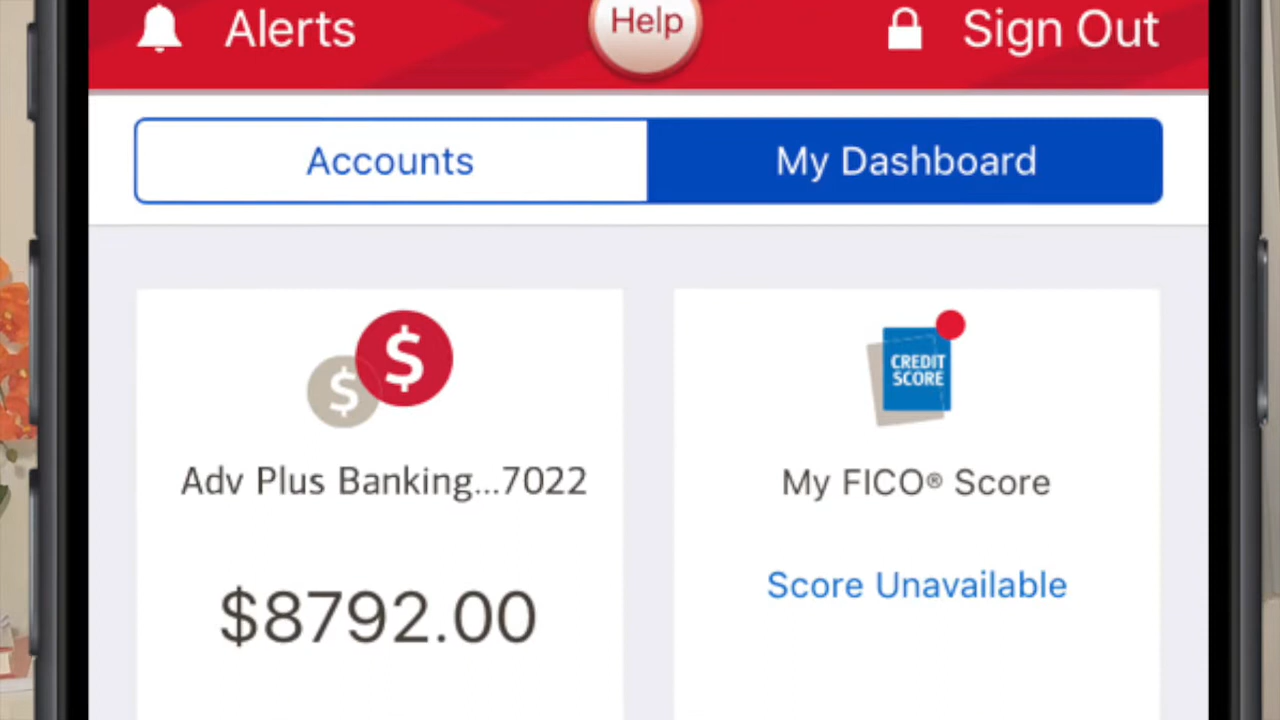 Alerts
Help
Sign Out
Accounts
My Dashboard
$
$
CREDIT
SCORE
Adv Plus Banking...7022
My FICO® Score
$8792.00
Score Unavailable